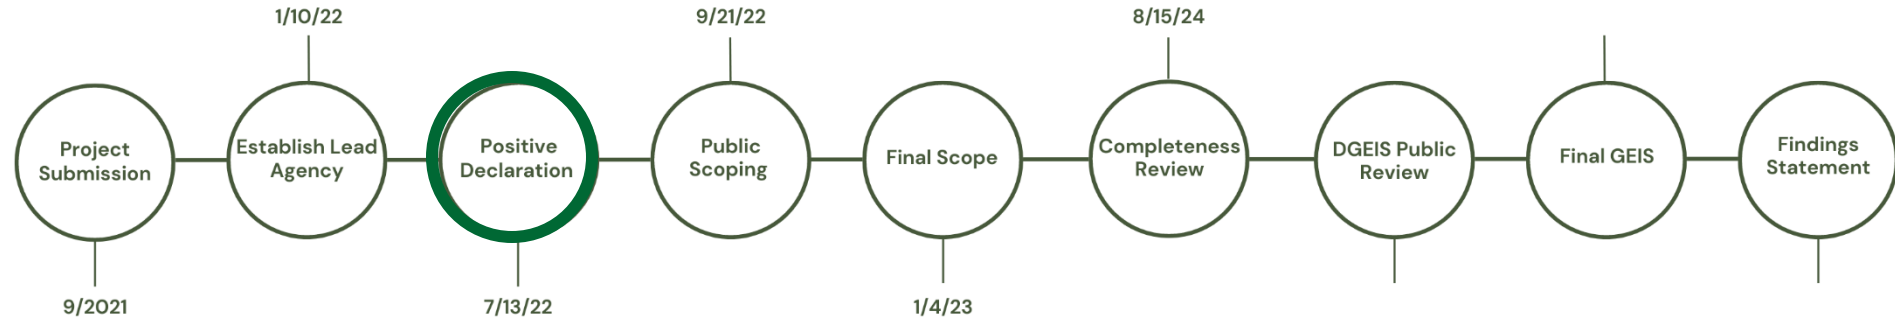 1/10/22
9/21/22
8/15/24
Project
Submission
Establish Lead
Agency
Positive
Declaration
Public
Scoping
Final Scope
Completeness
Review
DGEIS Public
Review
Final GEIS
Findings
Statement
9/2021
7/13/22
1/4/23